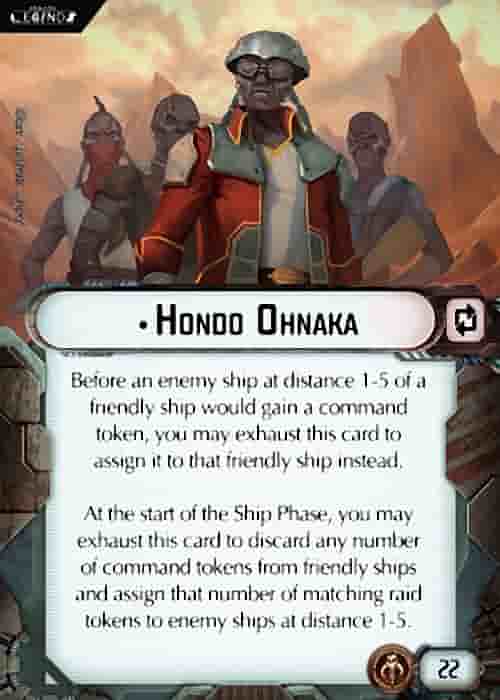 LEGENDS
• HONDO OHNAKA
Before an enemy ship at distance 1-5 of a
friendly ship would gain a command
token, you may exhaust this card to
assign it to that friendly ship instead.
At the start of the Ship Phase, you may
exhaust this card to discard any number
of command tokens from friendly ships
and assign that number of matching raid
tokens to enemy ships at distance 1-5.
22